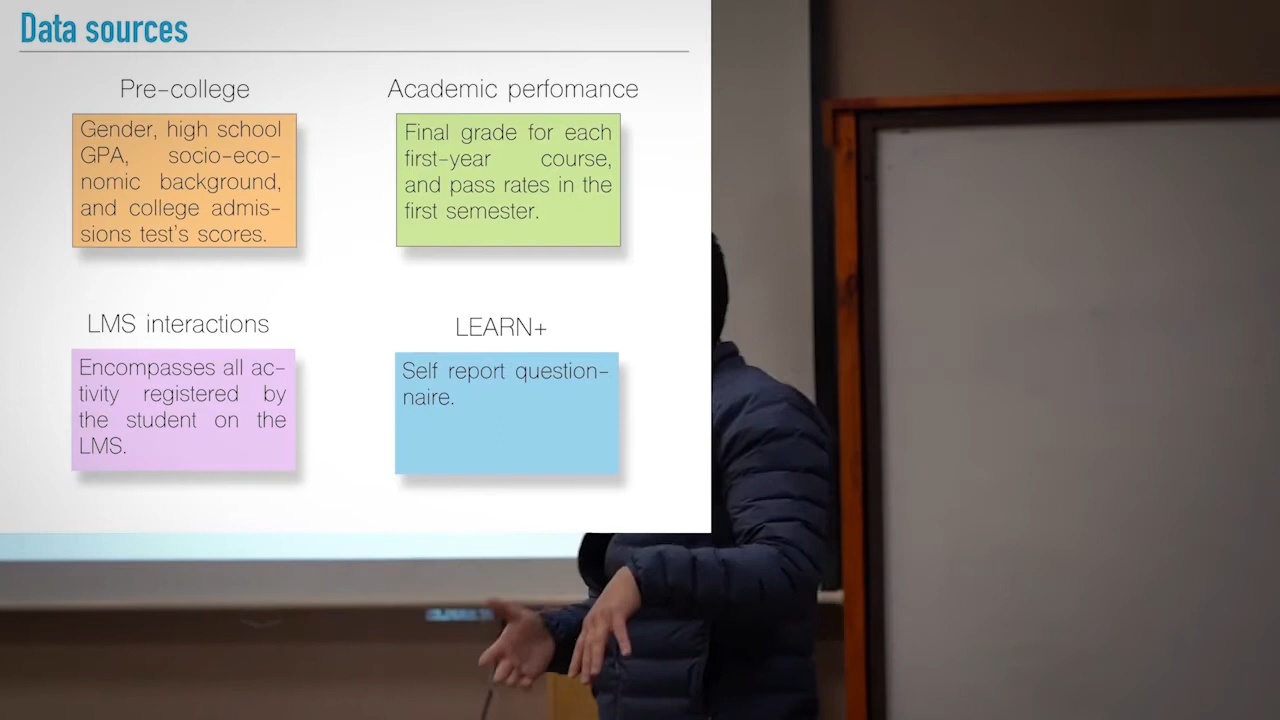 Data sources
Pre-college
Gender, high school
GPA, socio-eco-
nomic background,
and college admis-
sions test's scores.
Academic perfomance
Final grade for each
first-year course,
and pass rates in the
first semester.
LMS interactions
Encompasses all ac-
tivity registered by
the student on the
LMS.
LEARN+
Self report question-
naire.